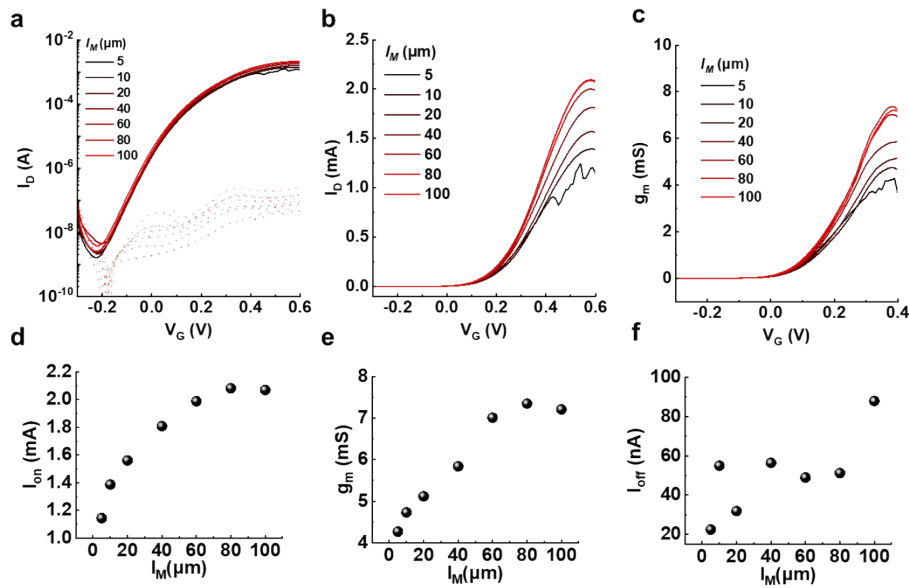 a
l_M (μm)
5
10
20
40
60
80
100
10^-2
10^-4
10^-6
10^-8
10^-10
I_D (A)
-0.2 0.0 0.2 0.4 0.6
V_G (V)
b
l_M (μm)
5
10
20
40
60
80
100
2.5
2.0
1.5
1.0
0.5
0.0
I_D (mA)
-0.2 0.0 0.2 0.4 0.6
V_G (V)
c
l_M (μm)
5
10
20
40
60
80
100
8
6
4
2
0
g_m (mS)
-0.2 0.0 0.2 0.4
V_G (V)
d
2.2
2.0
1.8
1.6
1.4
1.2
1.0
I_on (mA)
0 20 40 60 80 100
l_M(μm)
e
8
7
6
5
4
g_m (mS)
0 20 40 60 80 100
l_M(μm)
f
100
80
60
40
20
I_off (nA)
0 20 40 60 80 100
l_M(μm)